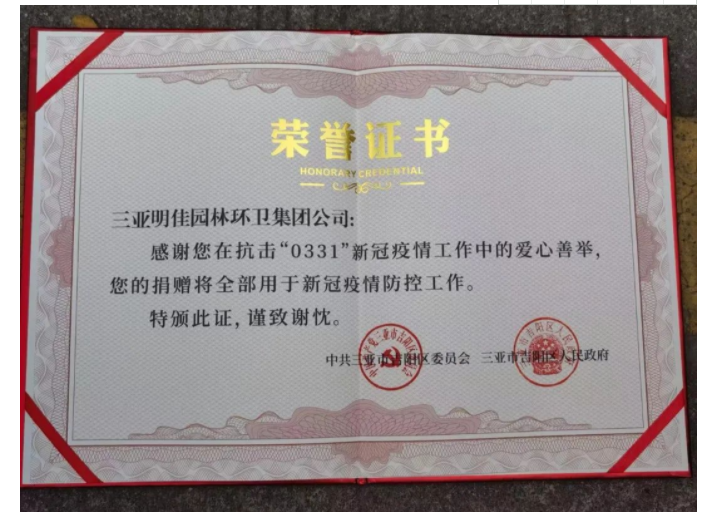 荣誉证书
HONORARY CREDENTIAL
三亚明佳园林环卫集团公司:
感谢您在抗击“0331”新冠疫情工作中的爱心善举,
您的捐赠将全部用于新冠疫情防控工作。
特颁此证, 谨致谢忱。
中共三亚市吉阳区委员会 三亚市吉阳区人民政府